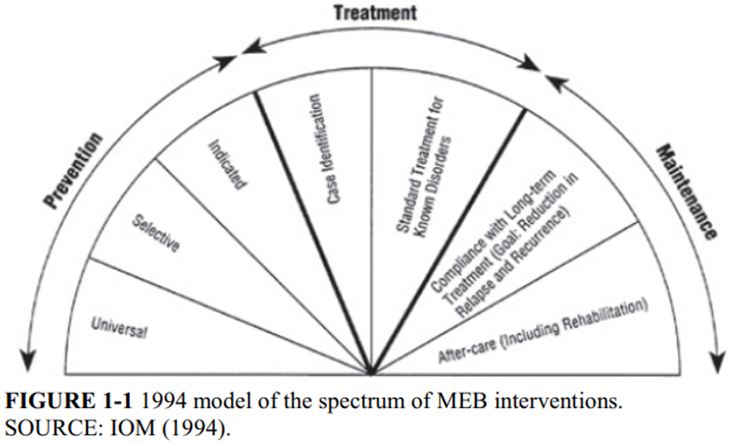 Treatment
Prevention
Maintenance
Universal
Selective
Indicated
Case Identification
Standard Treatment for
Known Disorders
Compliance with Long-term
Treatment (Goal: Reduction in
Relapse and Recurrence)
After-care (Including Rehabilitation)
FIGURE 1-1 1994 model of the spectrum of MEB interventions.
SOURCE: IOM (1994).